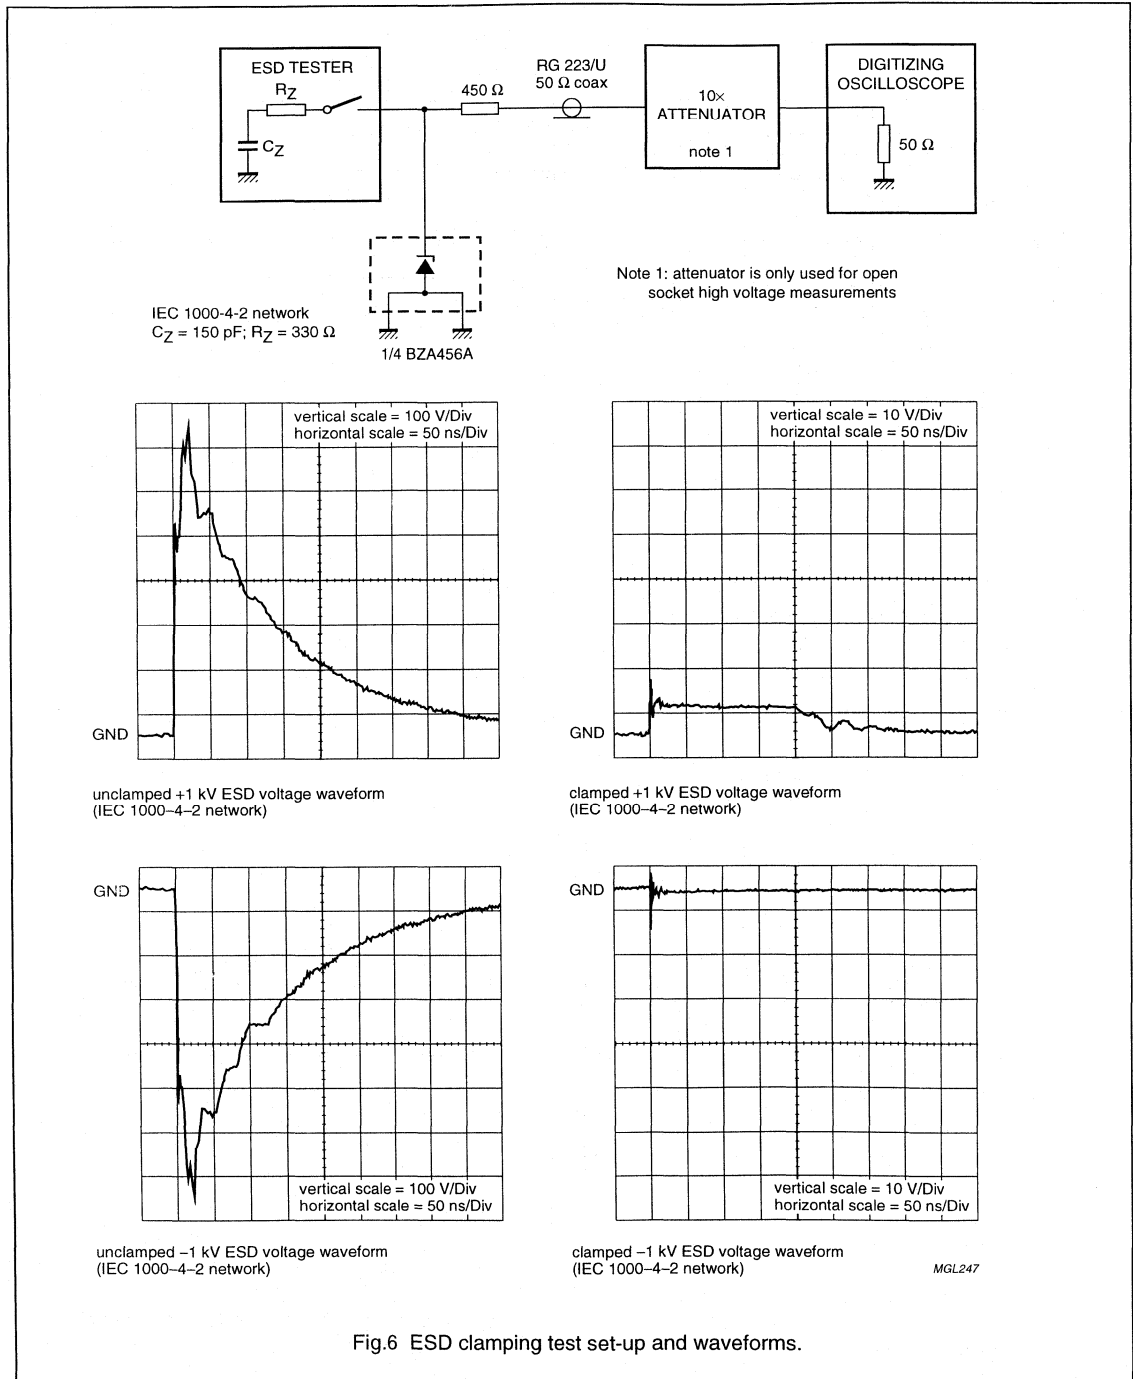 ESD TESTER
RZ
CZ
450 Ω
RG 223/U
50 Ω coax
10×
ATTENUATOR
note 1
DIGITIZING
OSCILLOSCOPE
50 Ω
Note 1: attenuator is only used for open
socket high voltage measurements
IEC 1000-4-2 network
CZ = 150 pF; RZ = 330 Ω
1/4 BZA456A
vertical scale = 100 V/Div
horizontal scale = 50 ns/Div
GND
unclamped +1 kV ESD voltage waveform
(IEC 1000–4–2 network)
vertical scale = 10 V/Div
horizontal scale = 50 ns/Div
GND
clamped +1 kV ESD voltage waveform
(IEC 1000–4–2 network)
GND
vertical scale = 100 V/Div
horizontal scale = 50 ns/Div
unclamped –1 kV ESD voltage waveform
(IEC 1000–4–2 network)
GND
vertical scale = 10 V/Div
horizontal scale = 50 ns/Div
clamped –1 kV ESD voltage waveform
(IEC 1000–4–2 network)
MGL247
Fig.6 ESD clamping test set-up and waveforms.